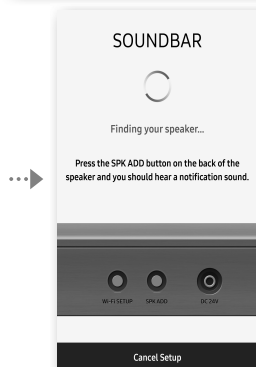 SOUNDBAR
Finding your speaker...
Press the SPK ADD button on the back of the
speaker and you should hear a notification sound.
WI-FI SETUP SPK ADD DC 24V
Cancel Setup